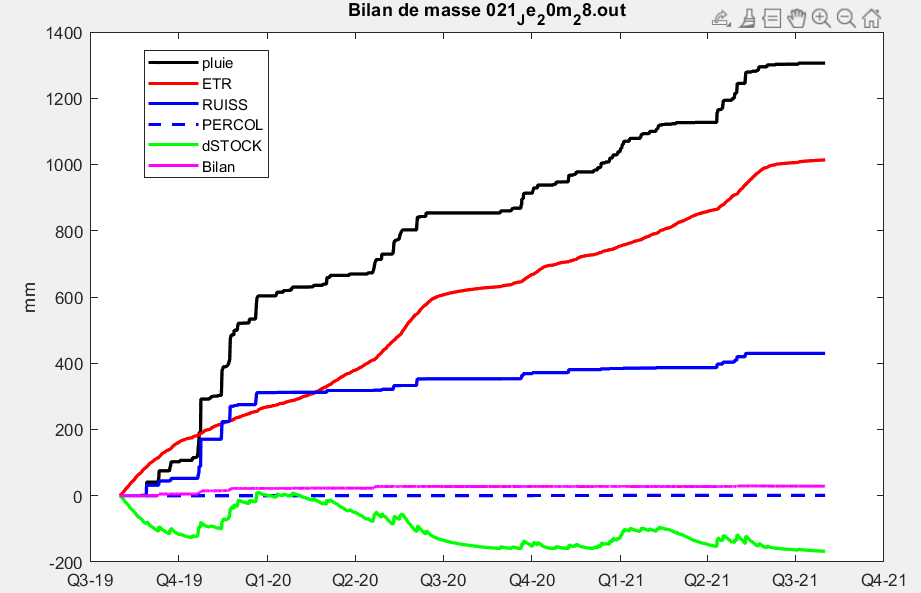 Bilan de masse 021Je20m28.out
1400
1200
1000
800
600
400
200
0
-200
mm
pluie
ETR
RUISS
PERCOL
dSTOCK
Bilan
Q3-19 Q4-19 Q1-20 Q2-20 Q3-20 Q4-20 Q1-21 Q2-21 Q3-21 Q4-21